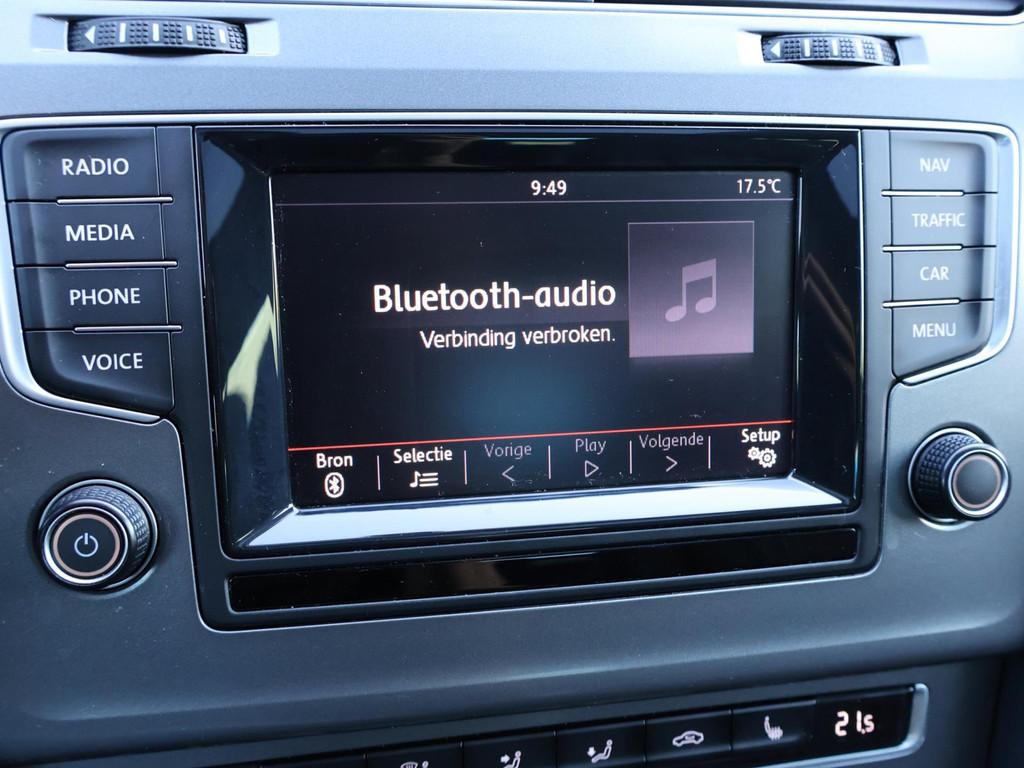 RADIO
MEDIA
PHONE
VOICE
9:49
17.5°C
Bluetooth-audio
Verbinding verbroken.
Bron
Selectie
Vorige
Play
Volgende
Setup
NAV
TRAFFIC
CAR
MENU
21,5